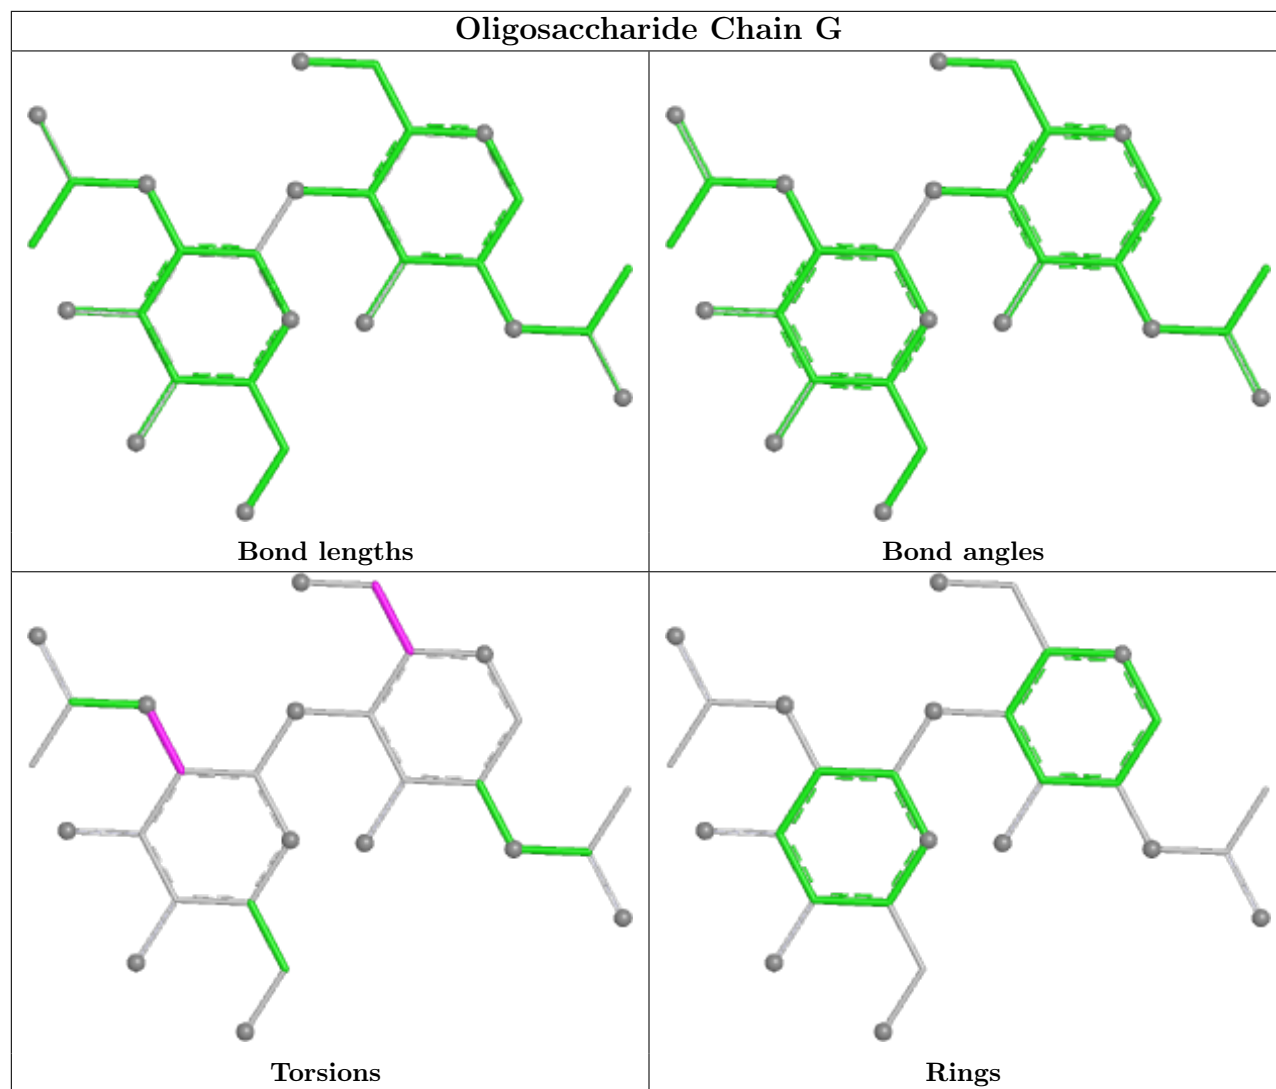 Oligosaccharide Chain G
Bond lengths
Bond angles
Torsions
Rings